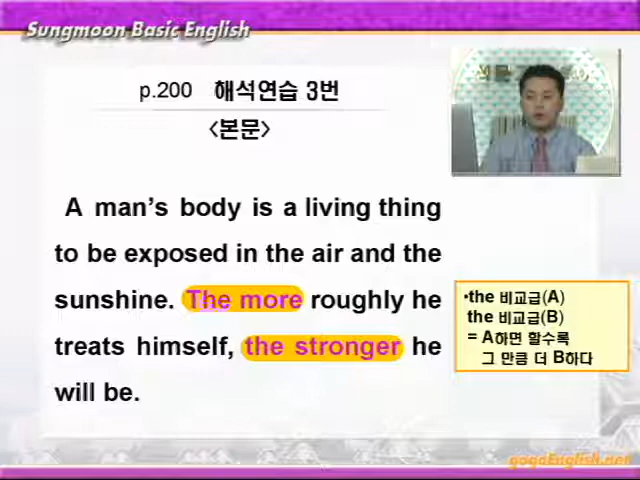 Sungmoon Basic English
p.200 해석연습 3번
<본문>
A man's body is a living thing
to be exposed in the air and the
sunshine. The more roughly he
treats himself, the stronger he
will be.
•the 비교급(A)
the 비교급(B)
= A하면 할수록
그 만큼 더 B하다
gogoEnglish.net